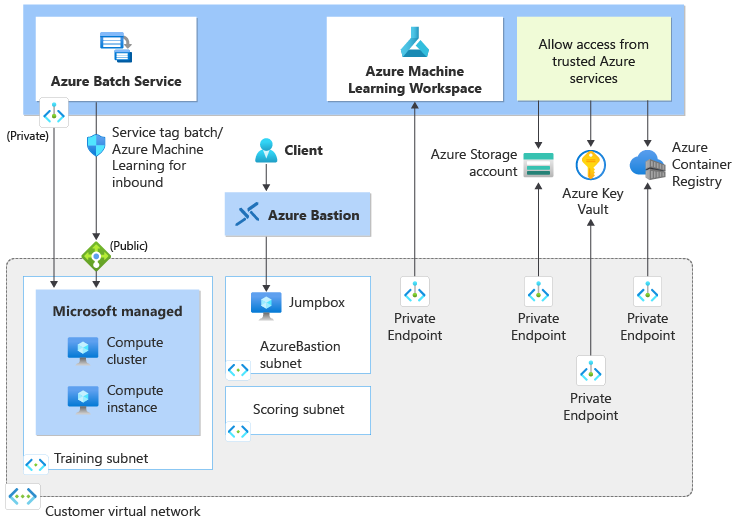 Azure Batch Service
Azure Machine
Learning Workspace
Allow access from
trusted Azure
services
(Private)
Service tag batch/
Azure Machine
Learning for
inbound
(Public)
Client
Azure Bastion
Azure Storage
account
Azure Key
Vault
Azure
Container
Registry
Microsoft managed
Compute
cluster
Compute
instance
Training subnet
Jumpbox
AzureBastion
subnet
Scoring subnet
Private
Endpoint
Private
Endpoint
Private
Endpoint
Private
Endpoint
Customer virtual network